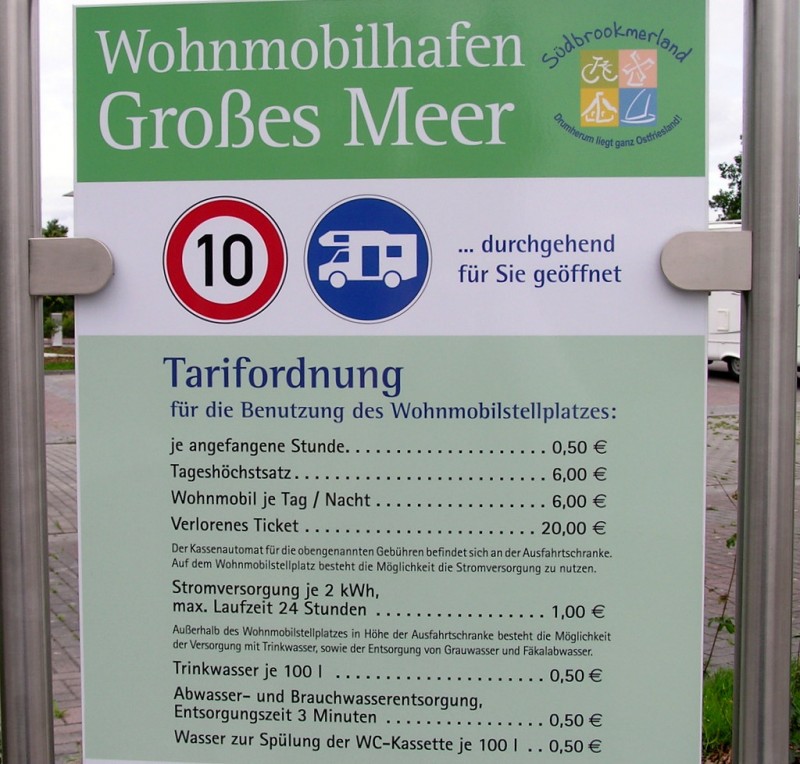 Wohnmobilhafen
Großes Meer
Südbrookmerland
Drumherum liegt ganz Ostfriesland!
10
... durchgehend
für Sie geöffnet
Tarifordnung
für die Benutzung des Wohnmobilstellplatzes:
je angefangene Stunde. . . . . . . . . . . . . . . . . . . . 0,50 €
Tageshöchstsatz . . . . . . . . . . . . . . . . . . . . . . . . . 6,00 €
Wohnmobil je Tag / Nacht . . . . . . . . . . . . . . . . . 6,00 €
Verlorenes Ticket . . . . . . . . . . . . . . . . . . . . . . . 20,00 €
Der Kassenautomat für die obengenannten Gebühren befindet sich an der Ausfahrtschranke.
Auf dem Wohnmobilstellplatz besteht die Möglichkeit die Stromversorgung zu nutzen.
Stromversorgung je 2 kWh,
max. Laufzeit 24 Stunden . . . . . . . . . . . . . . . . . 1,00 €
Außerhalb des Wohnmobilstellplatzes in Höhe der Ausfahrtschranke besteht die Möglichkeit
der Versorgung mit Trinkwasser, sowie der Entsorgung von Grauwasser und Fäkalabwasser.
Trinkwasser je 100 l . . . . . . . . . . . . . . . . . . . . . 0,50 €
Abwasser- und Brauchwasserentsorgung,
Entsorgungszeit 3 Minuten . . . . . . . . . . . . . . . . 0,50 €
Wasser zur Spülung der WC-Kassette je 100 l . . 0,50 €